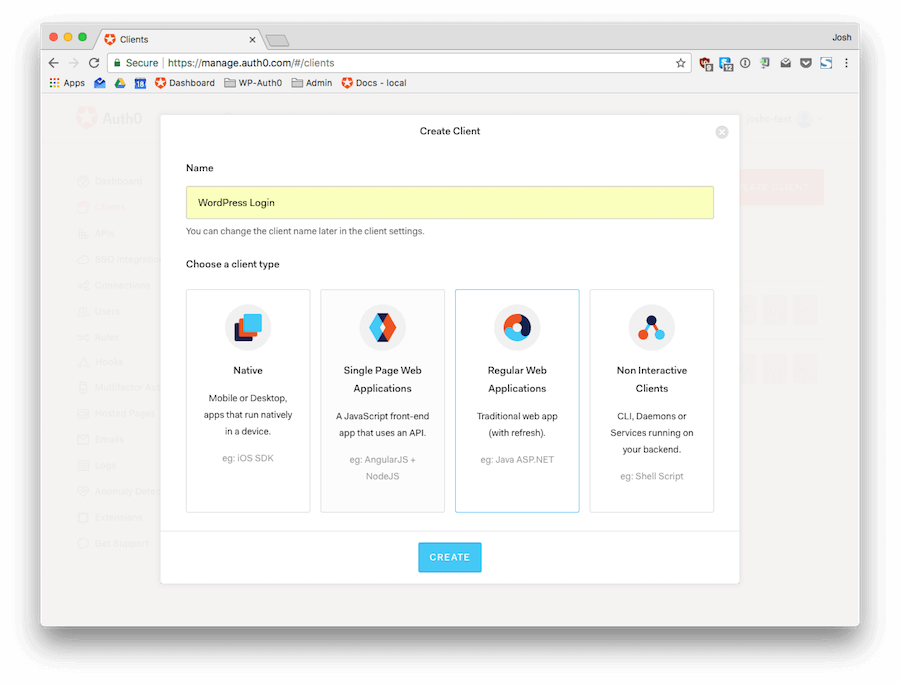 Clients
Josh
Secure | https://manage.auth0.com/#/clients
Apps
18
Dashboard
WP-Auth0
Admin
Docs - local
Auth0
Create Client
Name
WordPress Login
You can change the client name later in the client settings.
Choose a client type
Native
Mobile or Desktop,
apps that run natively
in a device.
eg: iOS SDK
Single Page Web
Applications
A JavaScript front-end
app that uses an API.
eg: AngularJS +
NodeJS
Regular Web
Applications
Traditional web app
(with refresh).
eg: Java ASP.NET
Non Interactive
Clients
CLI, Daemons or
Services running on
your backend.
eg: Shell Script
CREATE
Dashboard
Clients
APIs
SSO Integrations
Connections
Users
Rules
Hooks
Hosted Pages
Emails
Logs
Extensions
Get Support